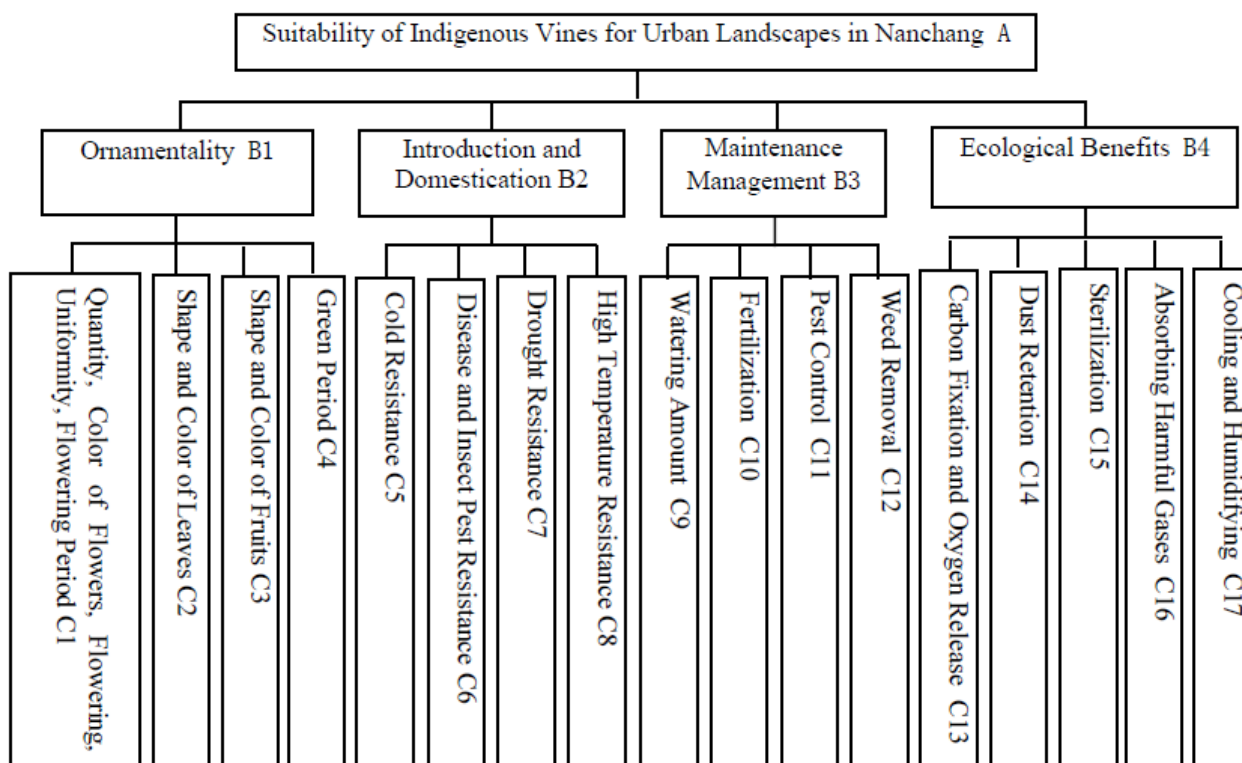 Suitability of Indigenous Vines for Urban Landscapes in Nanchang A
Ornamentality B1
Introduction and
Domestication B2
Maintenance
Management B3
Ecological Benefits B4
Quantity, Color of Flowers, Flowering,
Uniformity, Flowering Period C1
Shape and Color of Leaves C2
Shape and Color of Fruits C3
Green Period C4
Cold Resistance C5
Disease and Insect Pest Resistance C6
Drought Resistance C7
High Temperature Resistance C8
Watering Amount C9
Fertilization C10
Pest Control C11
Weed Removal C12
Carbon Fixation and Oxygen Release C13
Dust Retention C14
Sterilization C15
Absorbing Harmful Gases C16
Cooling and Humidifying C17